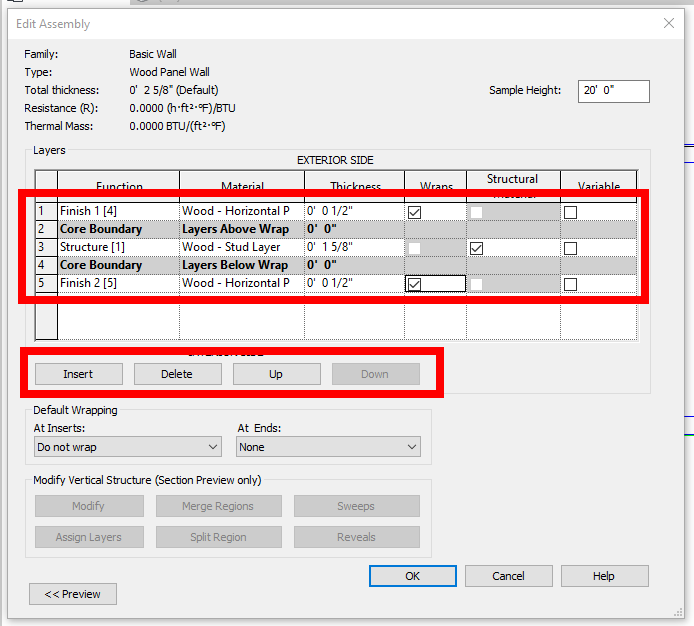 Edit Assembly
Family: Basic Wall
Type: Wood Panel Wall
Total thickness: 0' 2 5/8" (Default)
Resistance (R): 0.0000 (h·ft²·°F)/BTU
Thermal Mass: 0.0000 BTU/(ft²·°F)
Sample Height: 20' 0"
Layers
EXTERIOR SIDE
Function Material Thickness Wraps Structural Material Variable
1 Finish 1 [4] Wood - Horizontal P 0' 0 1/2"
2 Core Boundary Layers Above Wrap 0' 0"
3 Structure [1] Wood - Stud Layer 0' 1 5/8"
4 Core Boundary Layers Below Wrap 0' 0"
5 Finish 2 [5] Wood - Horizontal P 0' 0 1/2"
Insert Delete Up Down
Default Wrapping
At Inserts: At Ends:
Do not wrap None
Modify Vertical Structure (Section Preview only)
Modify Merge Regions Sweeps
Assign Layers Split Region Reveals
OK Cancel Help
<< Preview